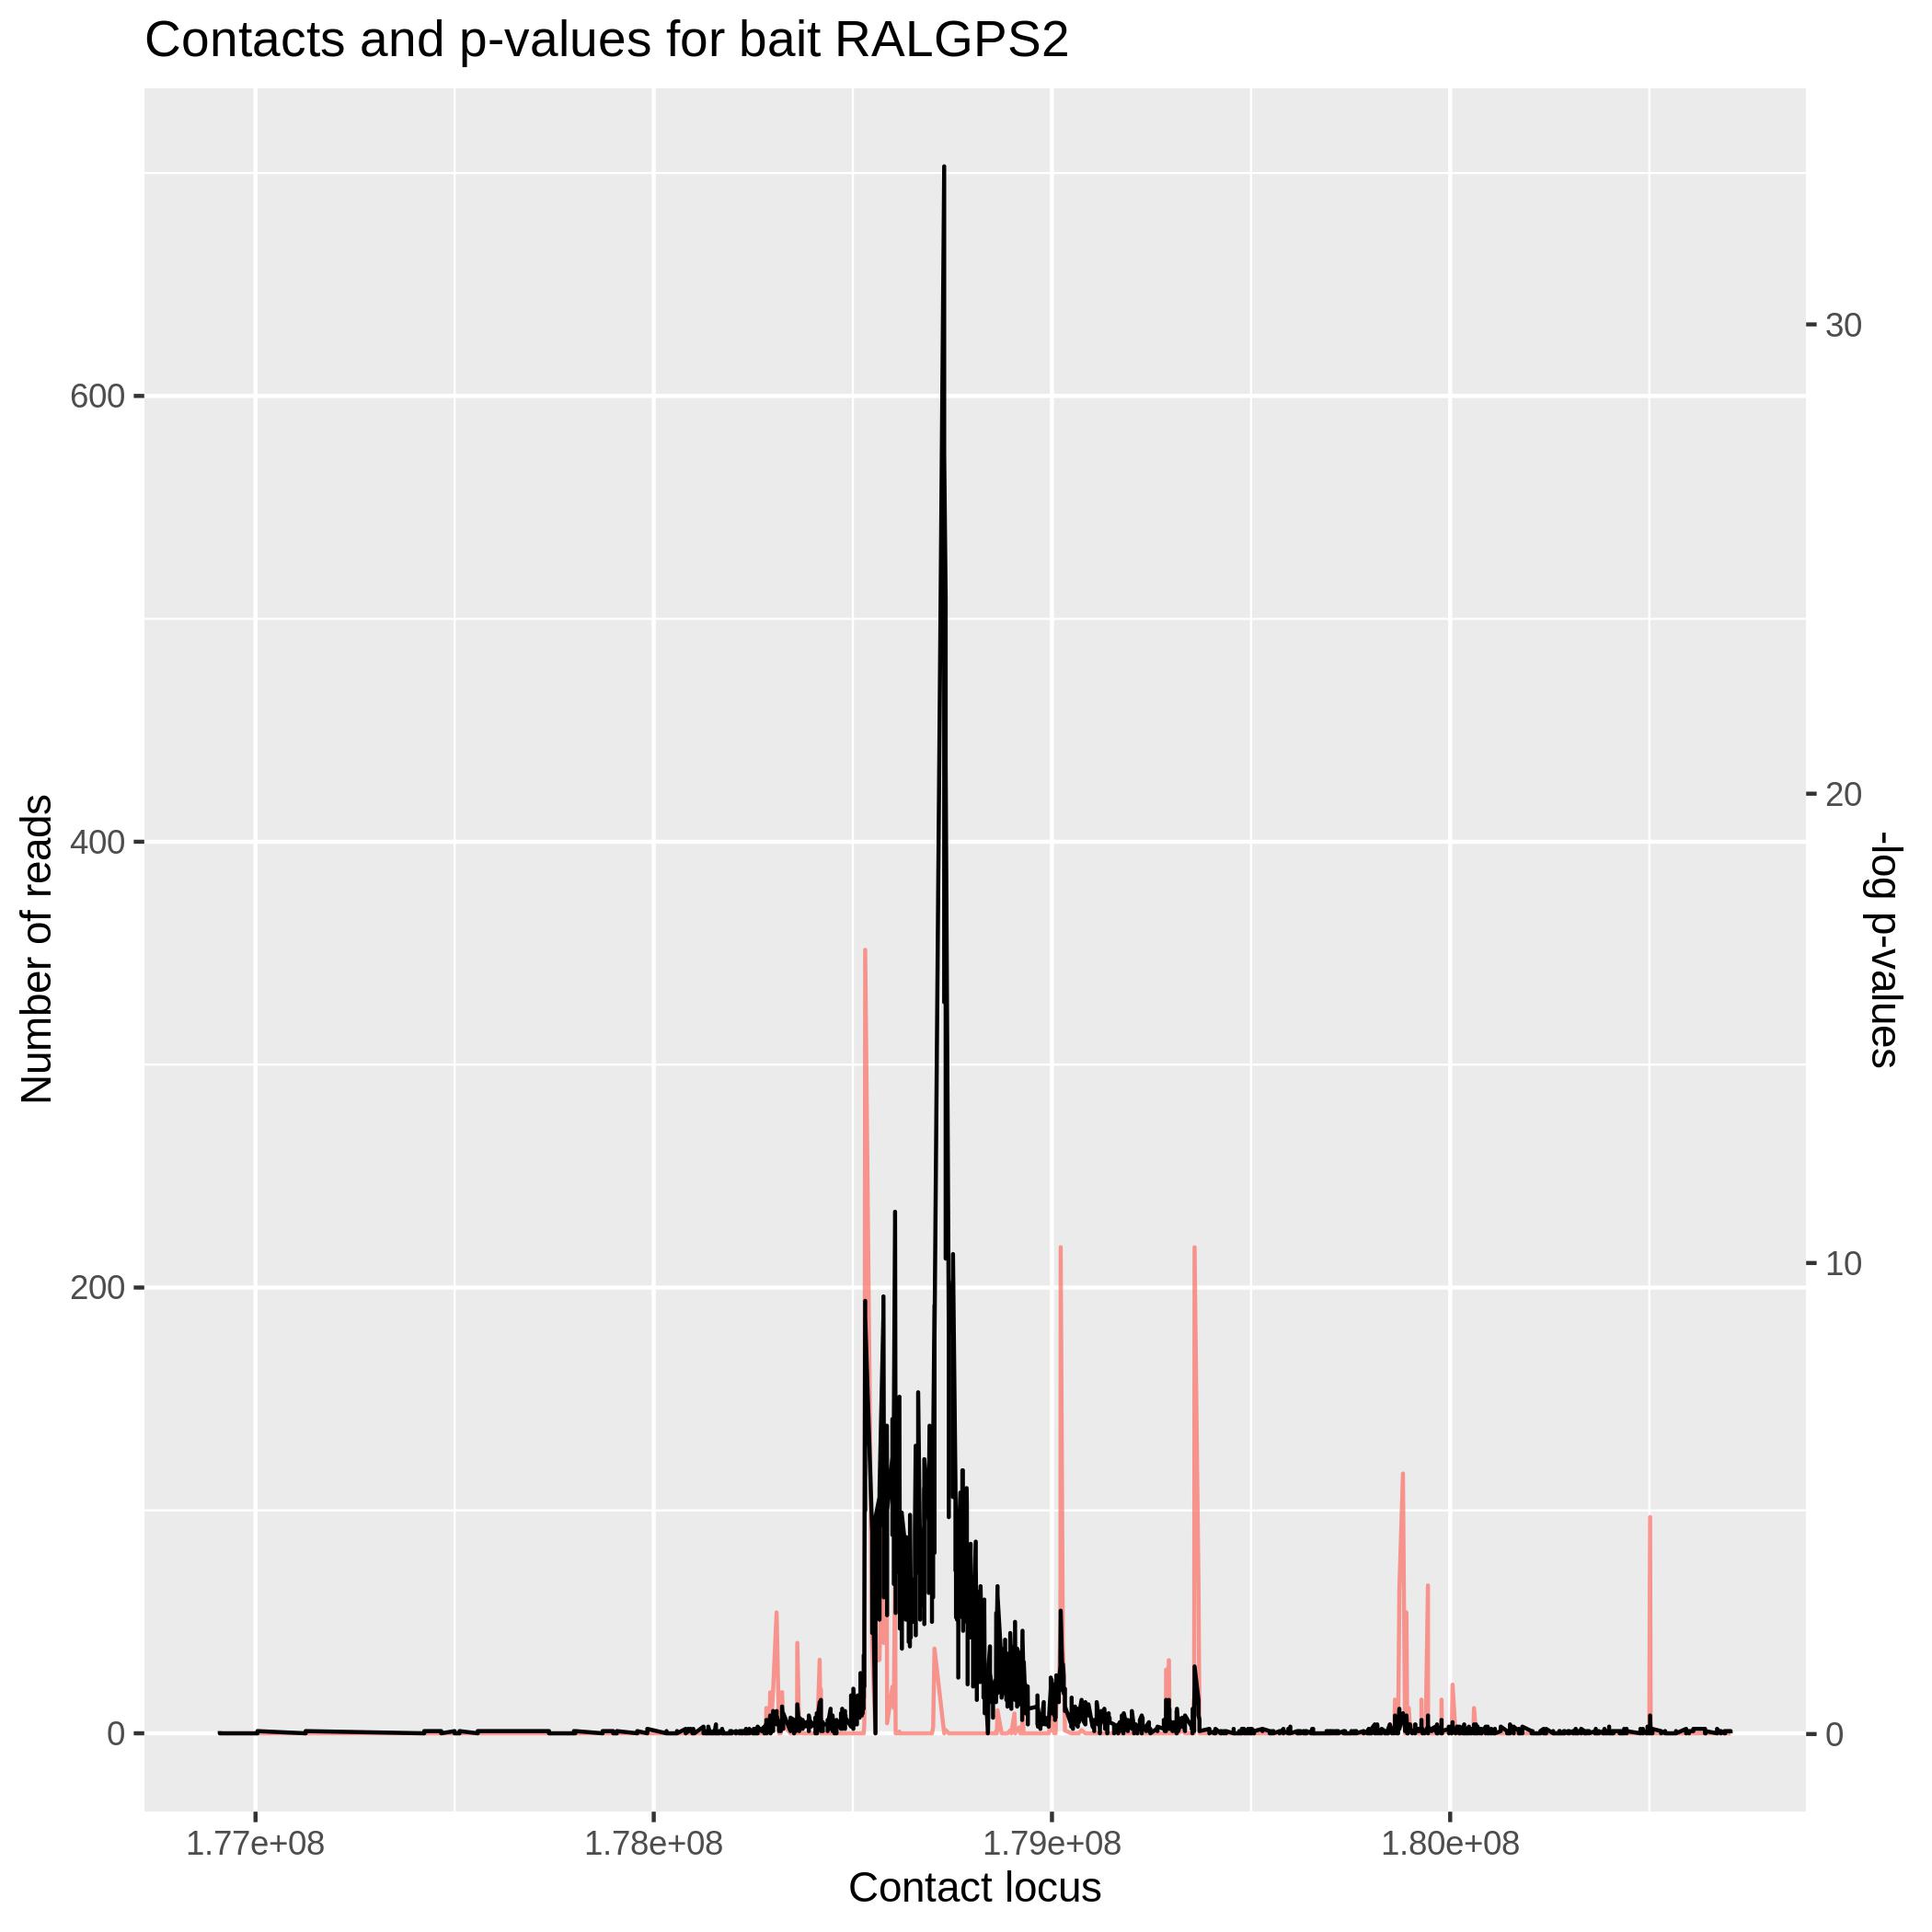 Contacts and p-values for bait RALGPS2
Number of reads
600
400
200
0
30
20
10
0
-log p-values
1.77e+08
1.78e+08
1.79e+08
1.80e+08
Contact locus